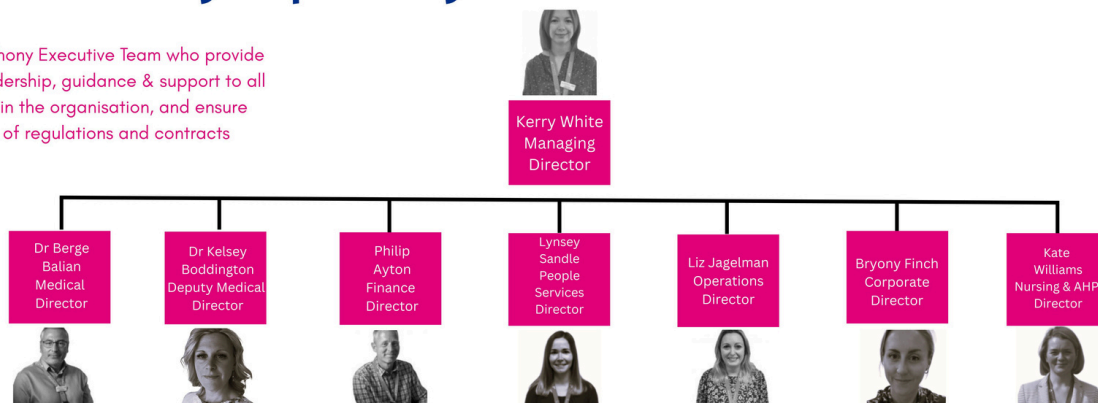 ony Executive Team who provide
dership, guidance & support to all
in the organisation, and ensure
of regulations and contracts
Kerry White
Managing
Director
Dr Berge
Balian
Medical
Director
Dr Kelsey
Boddington
Deputy Medical
Director
Philip
Ayton
Finance
Director
Lynsey
Sandle
People
Services
Director
Liz Jagelman
Operations
Director
Bryony Finch
Corporate
Director
Kate
Williams
Nursing & AHP
Director